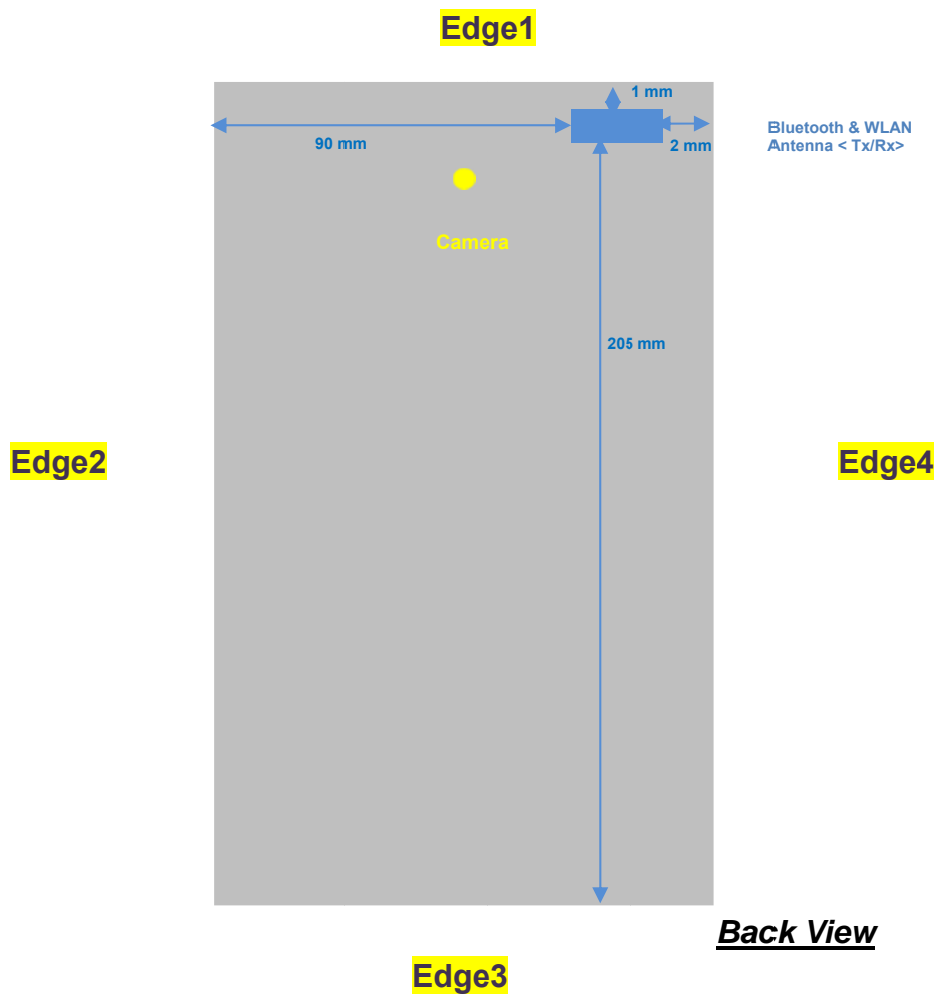 Edge1
1 mm
90 mm
2 mm
Bluetooth & WLAN
Antenna < Tx/Rx>
Camera
205 mm
Edge2
Edge4
Back View
Edge3